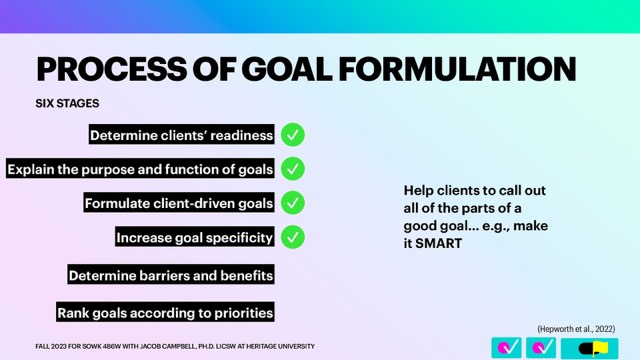 PROCESS OF GOAL FORMULATION
SIX STAGES
Determine clients’ readiness
Explain the purpose and function of goals
Formulate client-driven goals
Increase goal specificity
Determine barriers and benefits
Rank goals according to priorities
Help clients to call out
all of the parts of a
good goal... e.g., make
it SMART
(Hepworth et al., 2022)
FALL 2023 FOR SOWK 486W WITH JACOB CAMPBELL, PH.D. LICSW AT HERITAGE UNIVERSITY